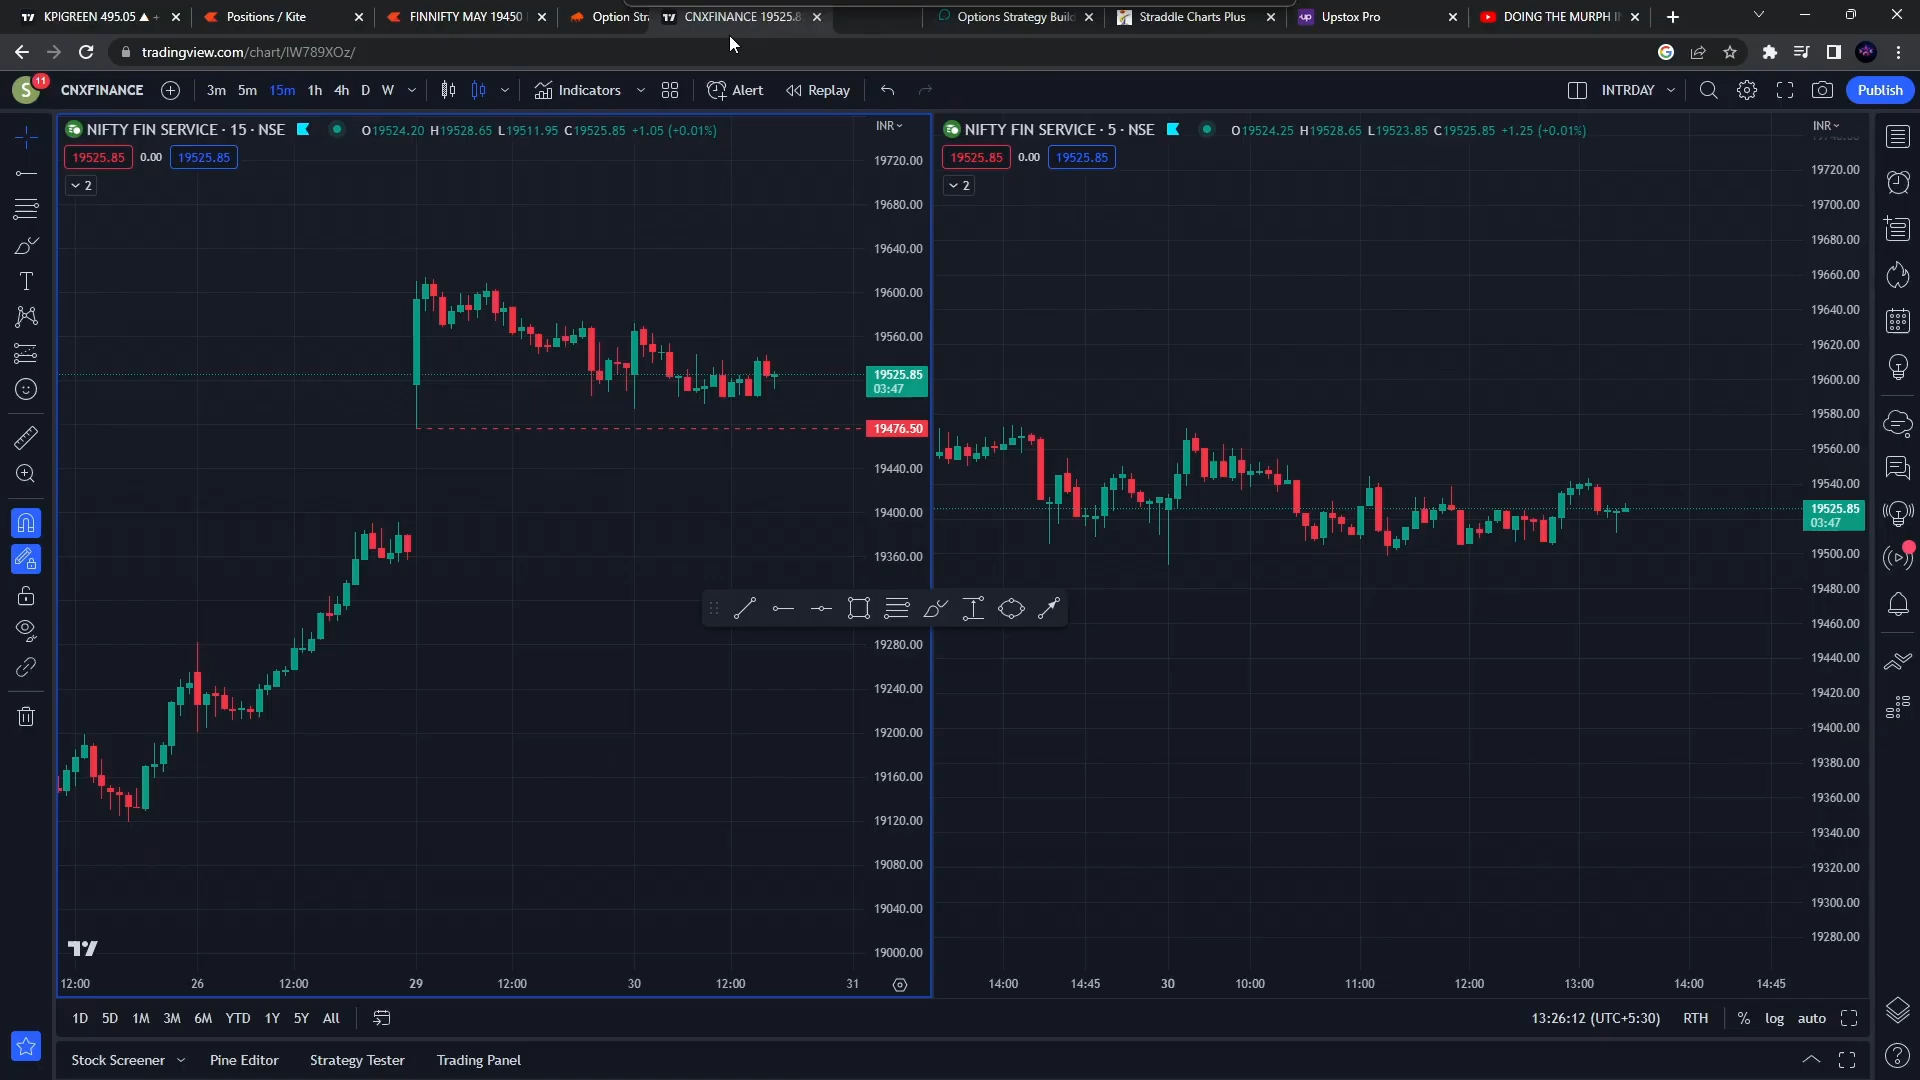 KPIGREEN 495.05 ▲ +
Positions / Kite
FINNIFTY MAY 19450
Option Str
CNXFINANCE 19525.8
Options Strategy Build
Straddle Charts Plus
Upstox Pro
DOING THE MURPH I
tradingview.com/chart/IW789XOz/
S 11
CNXFINANCE
3m 5m 15m 1h 4h D W
Indicators
Alert
Replay
INTRDAY
Publish
NIFTY FIN SERVICE · 15 · NSE
O19524.20 H19528.65 L19511.95 C19525.85 +1.05 (+0.01%)
INR
19525.85 0.00 19525.85
2
19720.00
19680.00
19640.00
19600.00
19560.00
19525.85
03:47
19476.50
19440.00
19400.00
19360.00
19280.00
19240.00
19200.00
19160.00
19120.00
19080.00
19040.00
19000.00
12:00 26 12:00 29 12:00 30 12:00 31
NIFTY FIN SERVICE · 5 · NSE
O19524.25 H19528.65 L19523.85 C19525.85 +1.25 (+0.01%)
INR
19525.85 0.00 19525.85
2
19720.00
19700.00
19680.00
19660.00
19640.00
19620.00
19600.00
19580.00
19560.00
19540.00
19525.85
03:47
19500.00
19480.00
19460.00
19440.00
19420.00
19400.00
19380.00
19360.00
19340.00
19320.00
19300.00
19280.00
14:00 14:45 30 10:00 11:00 12:00 13:00 14:00 14:45
1D 5D 1M 3M 6M YTD 1Y 5Y All
13:26:12 (UTC+5:30) RTH % log auto
Stock Screener
Pine Editor
Strategy Tester
Trading Panel